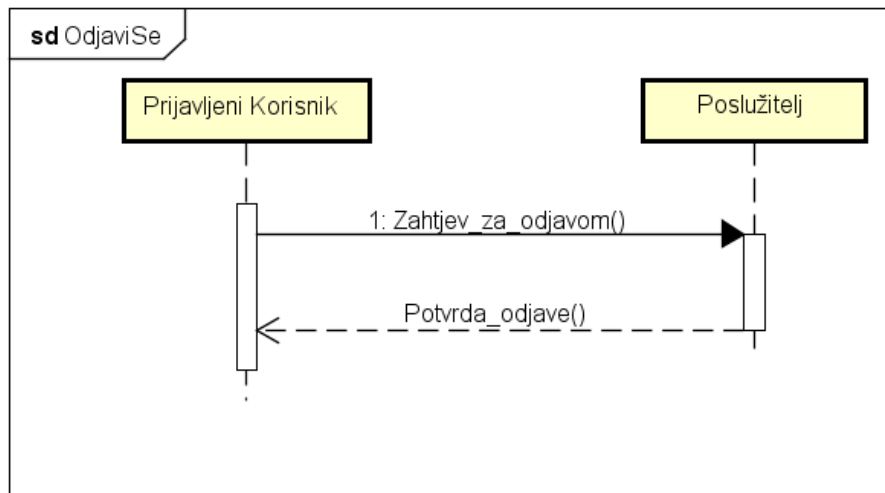 sd OdjaviSe
Prijavljeni Korisnik
Poslužitelj
1: Zahtjev_za_odjavom()
Potvrda_odjave()